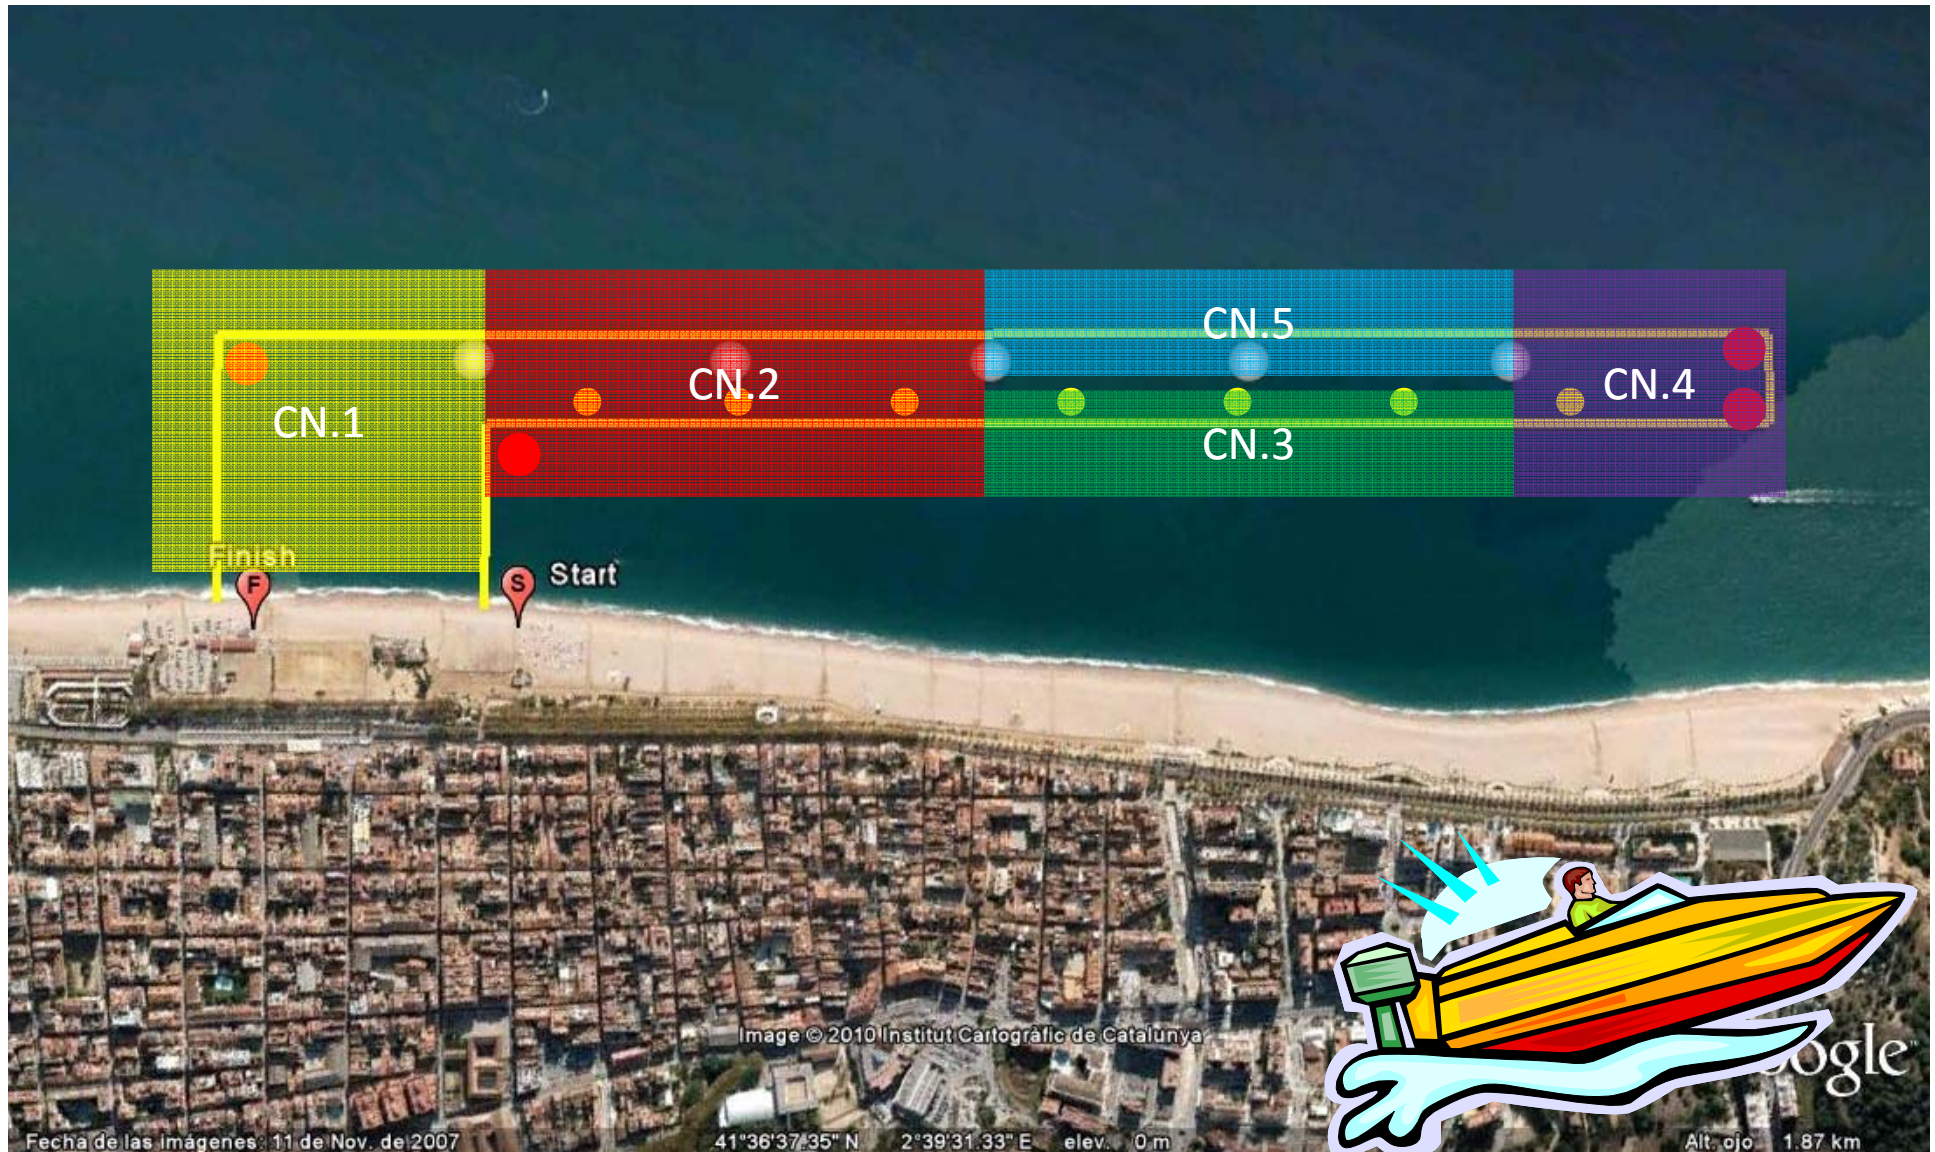 CN.5
CN.2
CN.4
CN.1
CN.3
Finish
F
S
Start
Image © 2010 Institut Cartogràfic de Catalunya
ogle
Fecha de las imágenes: 11 de Nov. de 2007
41°36'37.35" N
2°39'31.33" E
elev.
0 m
Alt. ojo
1.87 km